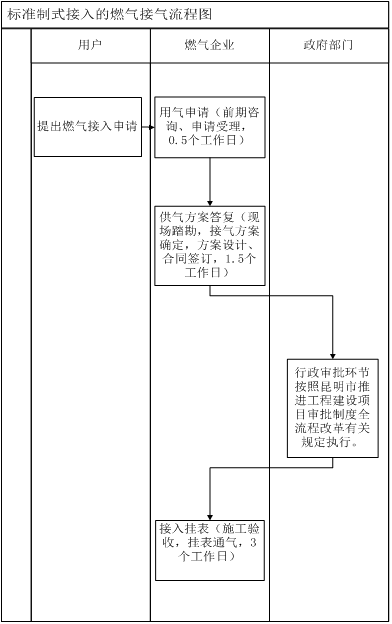 标准制式接入的燃气接气流程图
用户
燃气企业
政府部门
提出燃气接入申请
用气申请（前期咨
询、申请受理，
0.5个工作日）
供气方案答复（现
场踏勘，接气方案
确定，方案设计、
合同签订，1.5个
工作日）
行政审批环节
按照昆明市推
进工程建设项
目审批制度全
流程改革有关
规定执行。
接入挂表（施工验
收，挂表通气，3
个工作日）